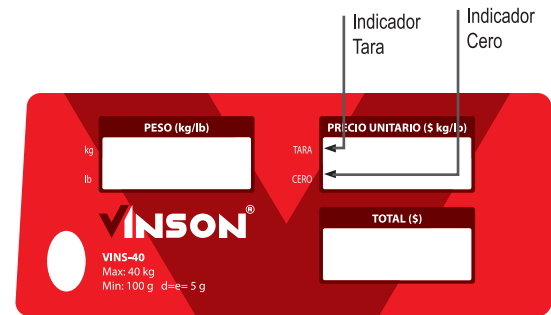 Indicador
Tara
Indicador
Cero
PESO (kg/lb)
kg
lb
PRECIO UNITARIO ($ kg/lb)
TARA
CERO
VINSON®
TOTAL ($)
VINS-40
Max: 40 kg
Min: 100 g d=e= 5 g